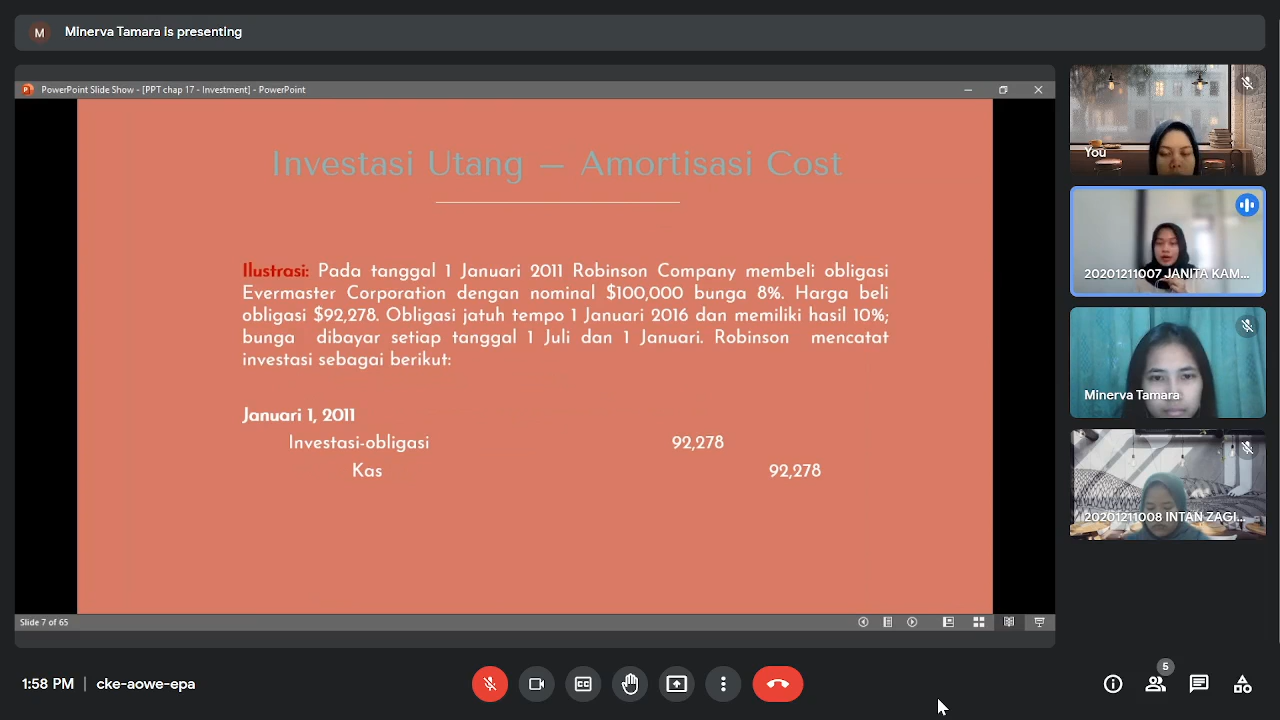 M Minerva Tamara is presenting
PowerPoint Slide Show - [PPT chap 17 - Investment] - PowerPoint
Investasi Utang – Amortisasi Cost
Ilustrasi: Pada tanggal 1 Januari 2011 Robinson Company membeli obligasi
Evermaster Corporation dengan nominal $100,000 bunga 8%. Harga beli
obligasi $92,278. Obligasi jatuh tempo 1 Januari 2016 dan memiliki hasil 10%;
bunga dibayar setiap tanggal 1 Juli dan 1 Januari. Robinson mencatat
investasi sebagai berikut:
Januari 1, 2011
Investasi-obligasi 92,278
Kas 92,278
Slide 7 of 65
You
20201211007 JANITA KAM...
Minerva Tamara
20201211008 INTAN ZAGI...
1:58 PM | cke-aowe-epa
5